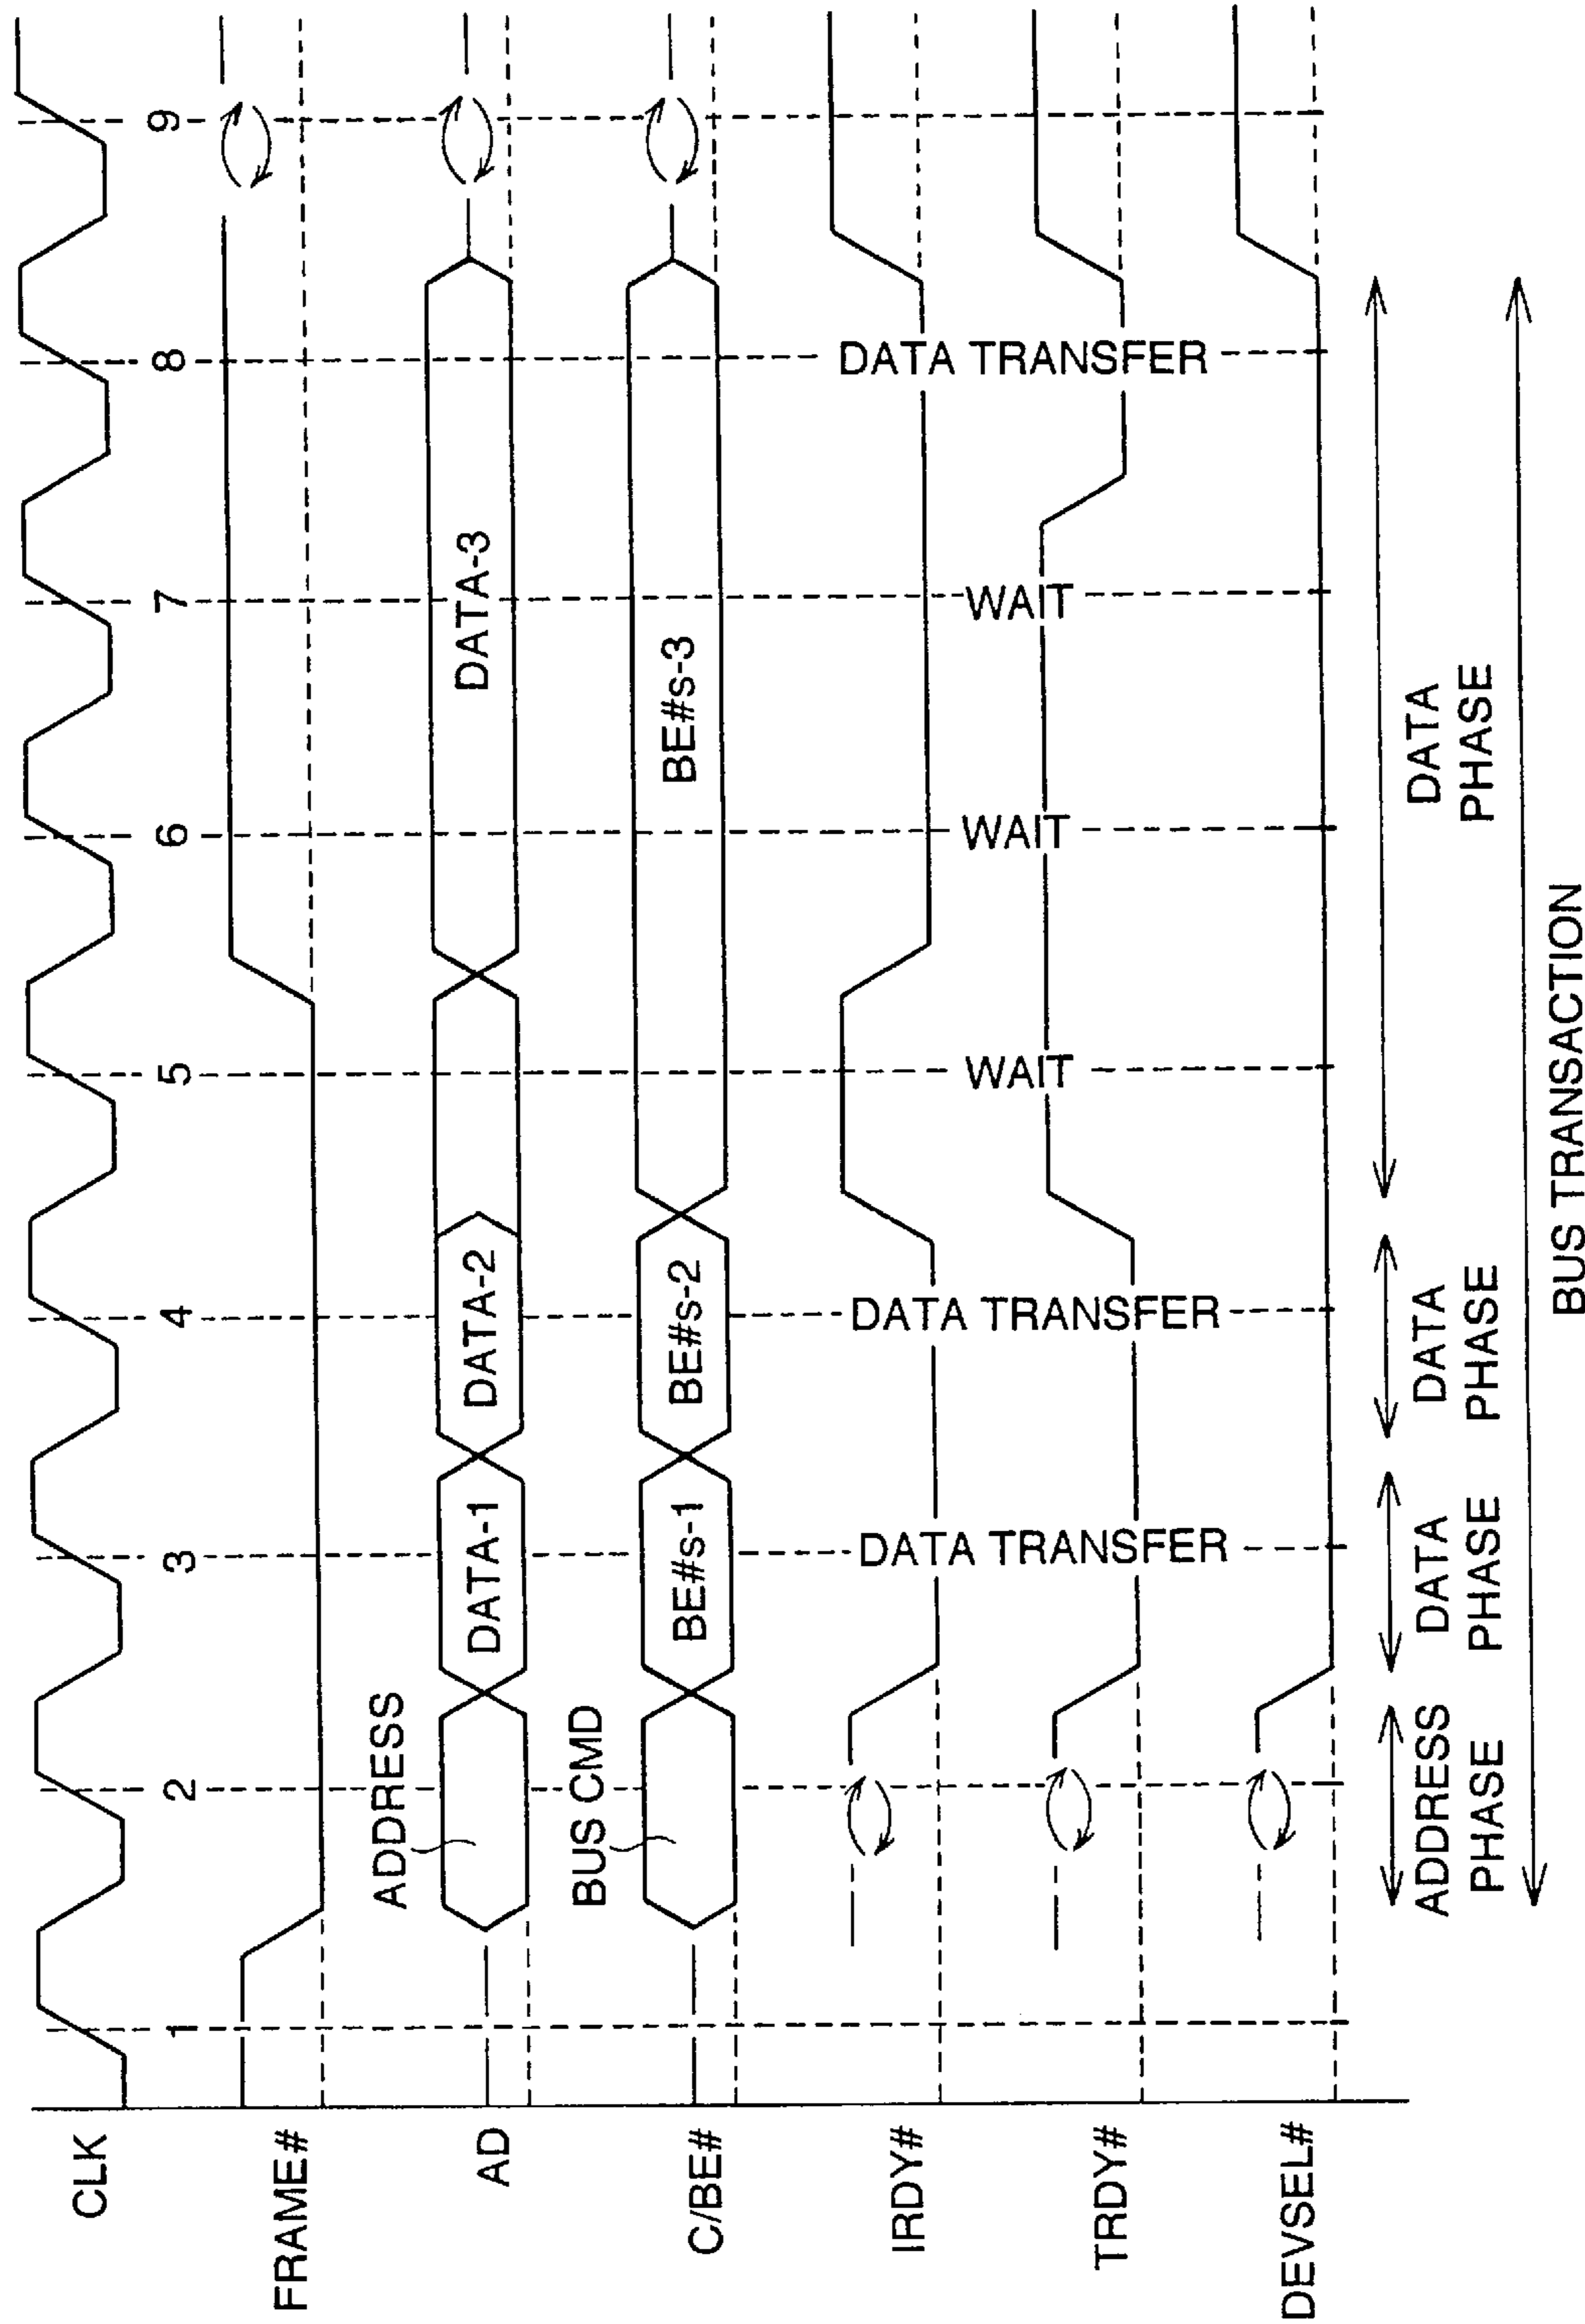 CLK
1
2
3
4
5
6
7
8
9
FRAME#
AD
ADDRESS
DATA-1
DATA-2
DATA-3
C/BE#
BUS CMD
BE#s-1
BE#s-2
BE#s-3
IRDY#
TRDY#
DATA TRANSFER
DATA TRANSFER
WAIT
WAIT
WAIT
DATA TRANSFER
DEVSEL#
ADDRESS
PHASE
DATA
PHASE
DATA
PHASE
DATA
PHASE
BUS TRANSACTION